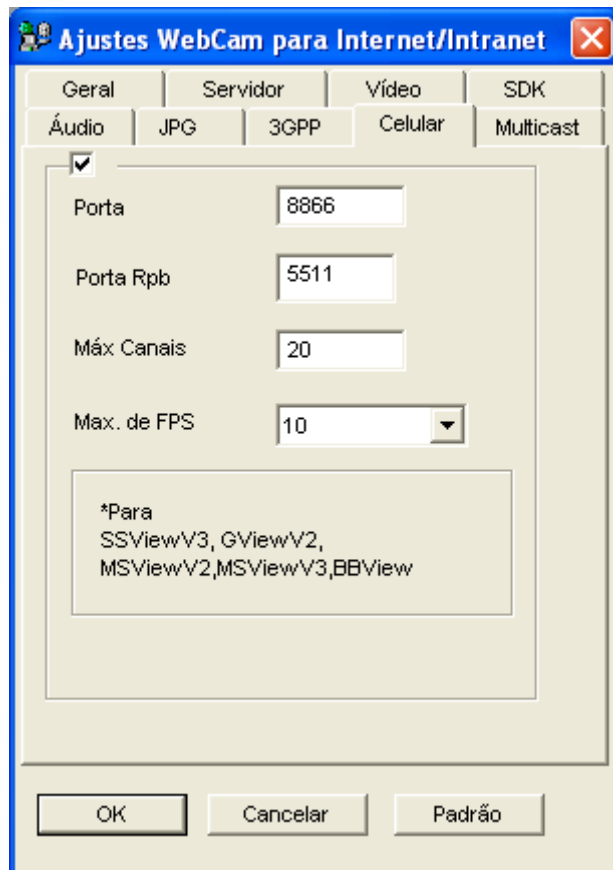 Ajustes WebCam para Internet/Intranet
Geral Servidor Vídeo SDK
Áudio JPG 3GPP Celular Multicast
Porta 8866
Porta Rpb 5511
Máx Canais 20
Max. de FPS 10
*Para
SSViewV3, GViewV2,
MSViewV2,MSViewV3,BBView
OK Cancelar Padrão